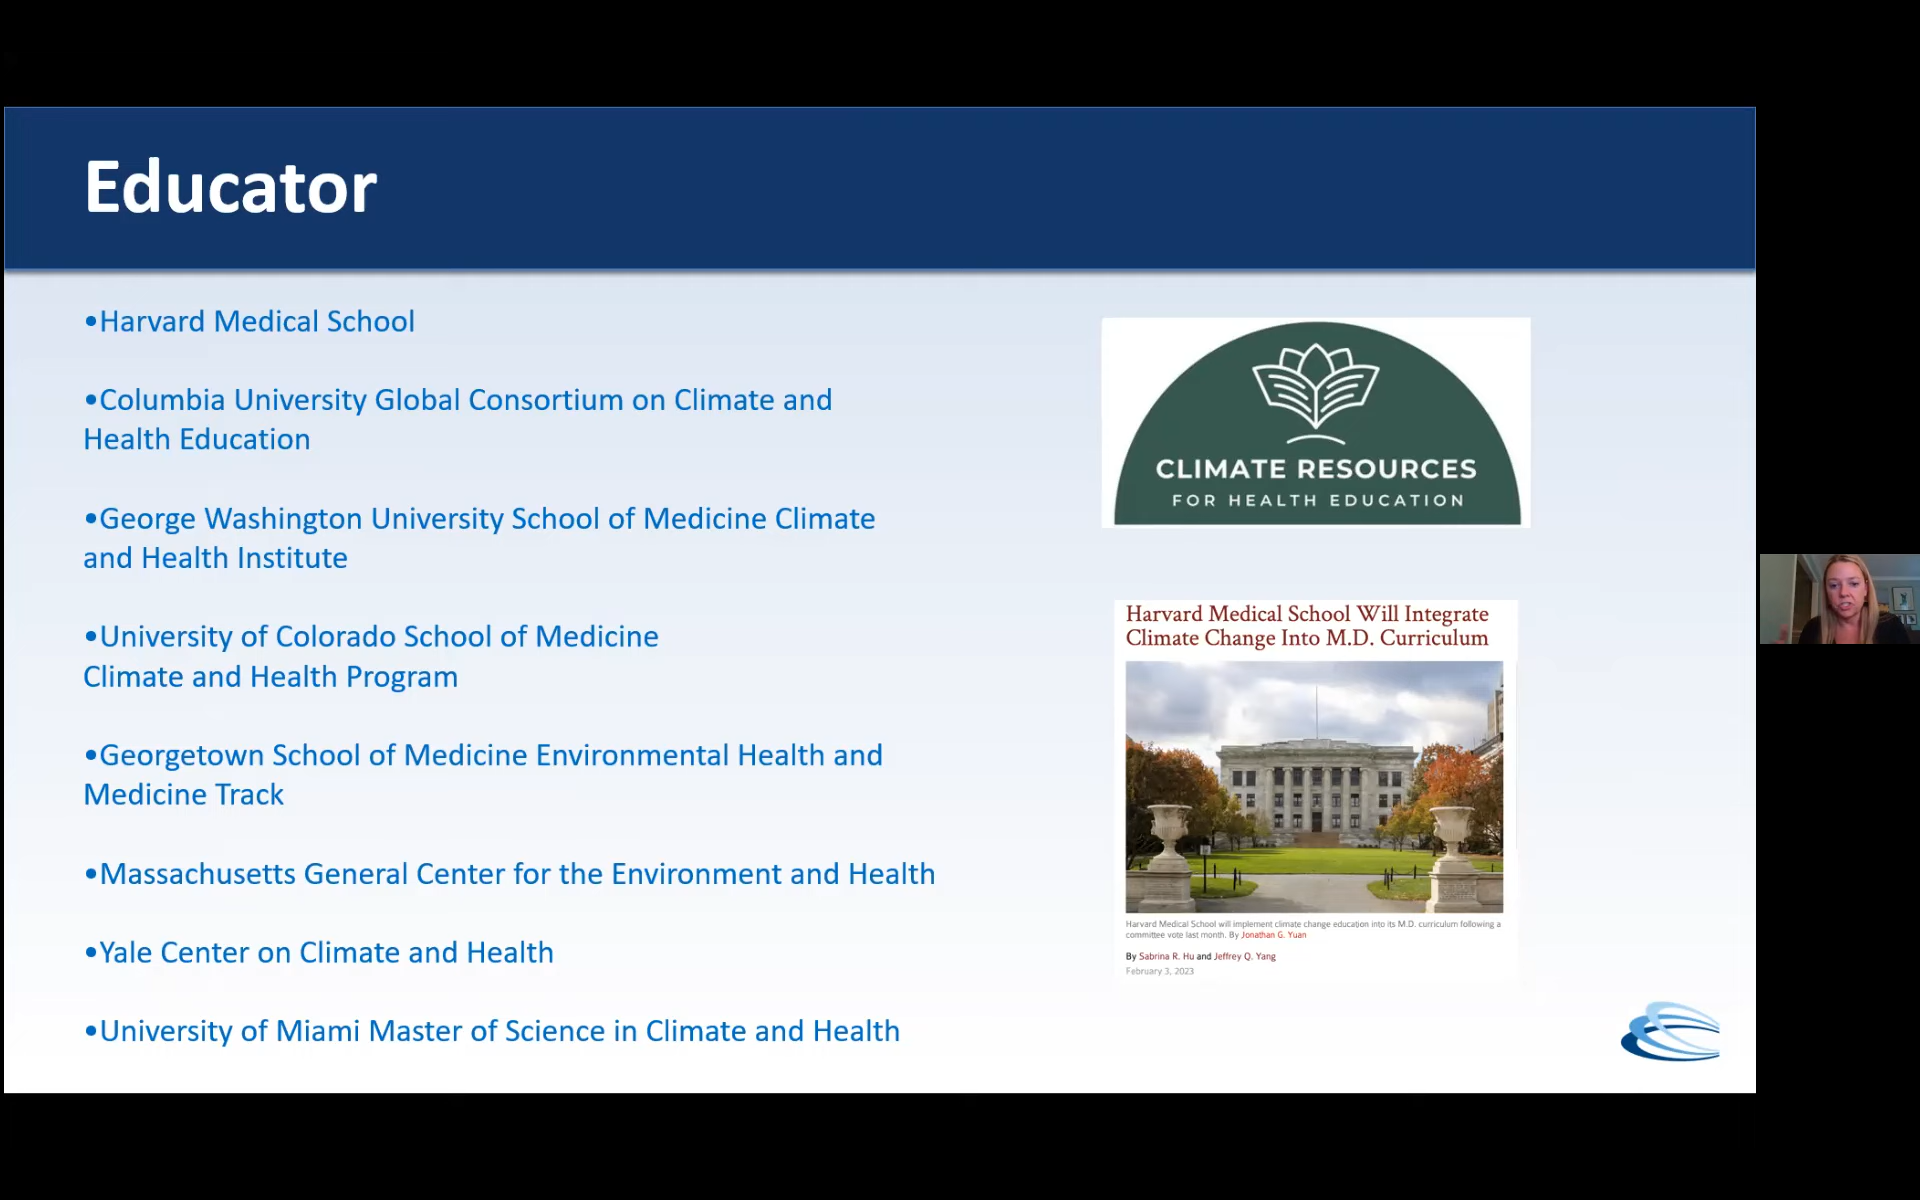 Educator
•Harvard Medical School
•Columbia University Global Consortium on Climate and
Health Education
•George Washington University School of Medicine Climate
and Health Institute
•University of Colorado School of Medicine
Climate and Health Program
•Georgetown School of Medicine Environmental Health and
Medicine Track
•Massachusetts General Center for the Environment and Health
•Yale Center on Climate and Health
•University of Miami Master of Science in Climate and Health
CLIMATE RESOURCES
FOR HEALTH EDUCATION
Harvard Medical School Will Integrate
Climate Change Into M.D. Curriculum
Harvard Medical School will implement climate change education into its M.D. curriculum following a
committee vote last month. By Jonathan G. Yuan
By Sabrina R. Hu and Jeffrey Q. Yang
February 3, 2023